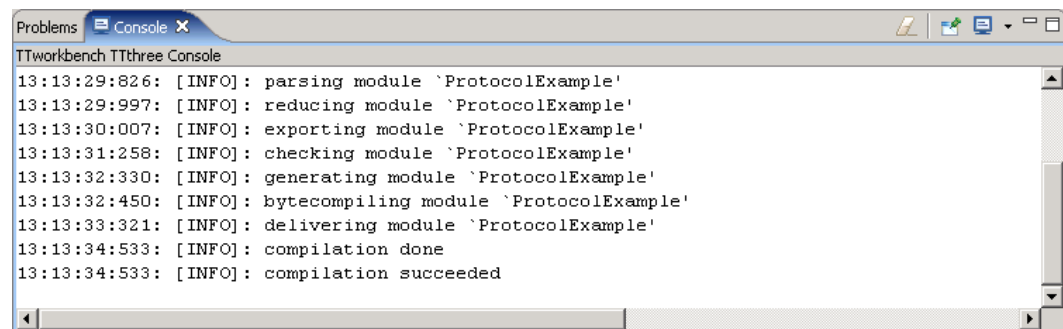 Problems Console
TTworkbench TTthree Console
13:13:29:826: [INFO]: parsing module `ProtocolExample'
13:13:29:997: [INFO]: reducing module `ProtocolExample'
13:13:30:007: [INFO]: exporting module `ProtocolExample'
13:13:31:258: [INFO]: checking module `ProtocolExample'
13:13:32:330: [INFO]: generating module `ProtocolExample'
13:13:32:450: [INFO]: bytecompiling module `ProtocolExample'
13:13:33:321: [INFO]: delivering module `ProtocolExample'
13:13:34:533: [INFO]: compilation done
13:13:34:533: [INFO]: compilation succeeded